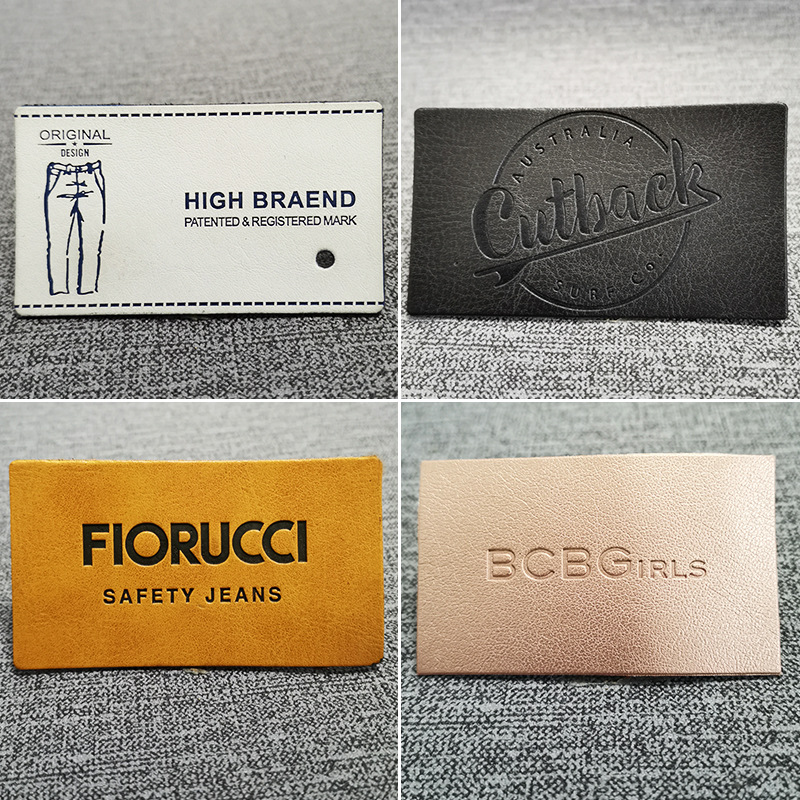 ORIGINAL
DESIGN
HIGH BRAEND
PATENTED & REGISTERED MARK
AUSTRALIA
Cutback
SURF CO.
FIORUCCI
SAFETY JEANS
BCBGIRLS